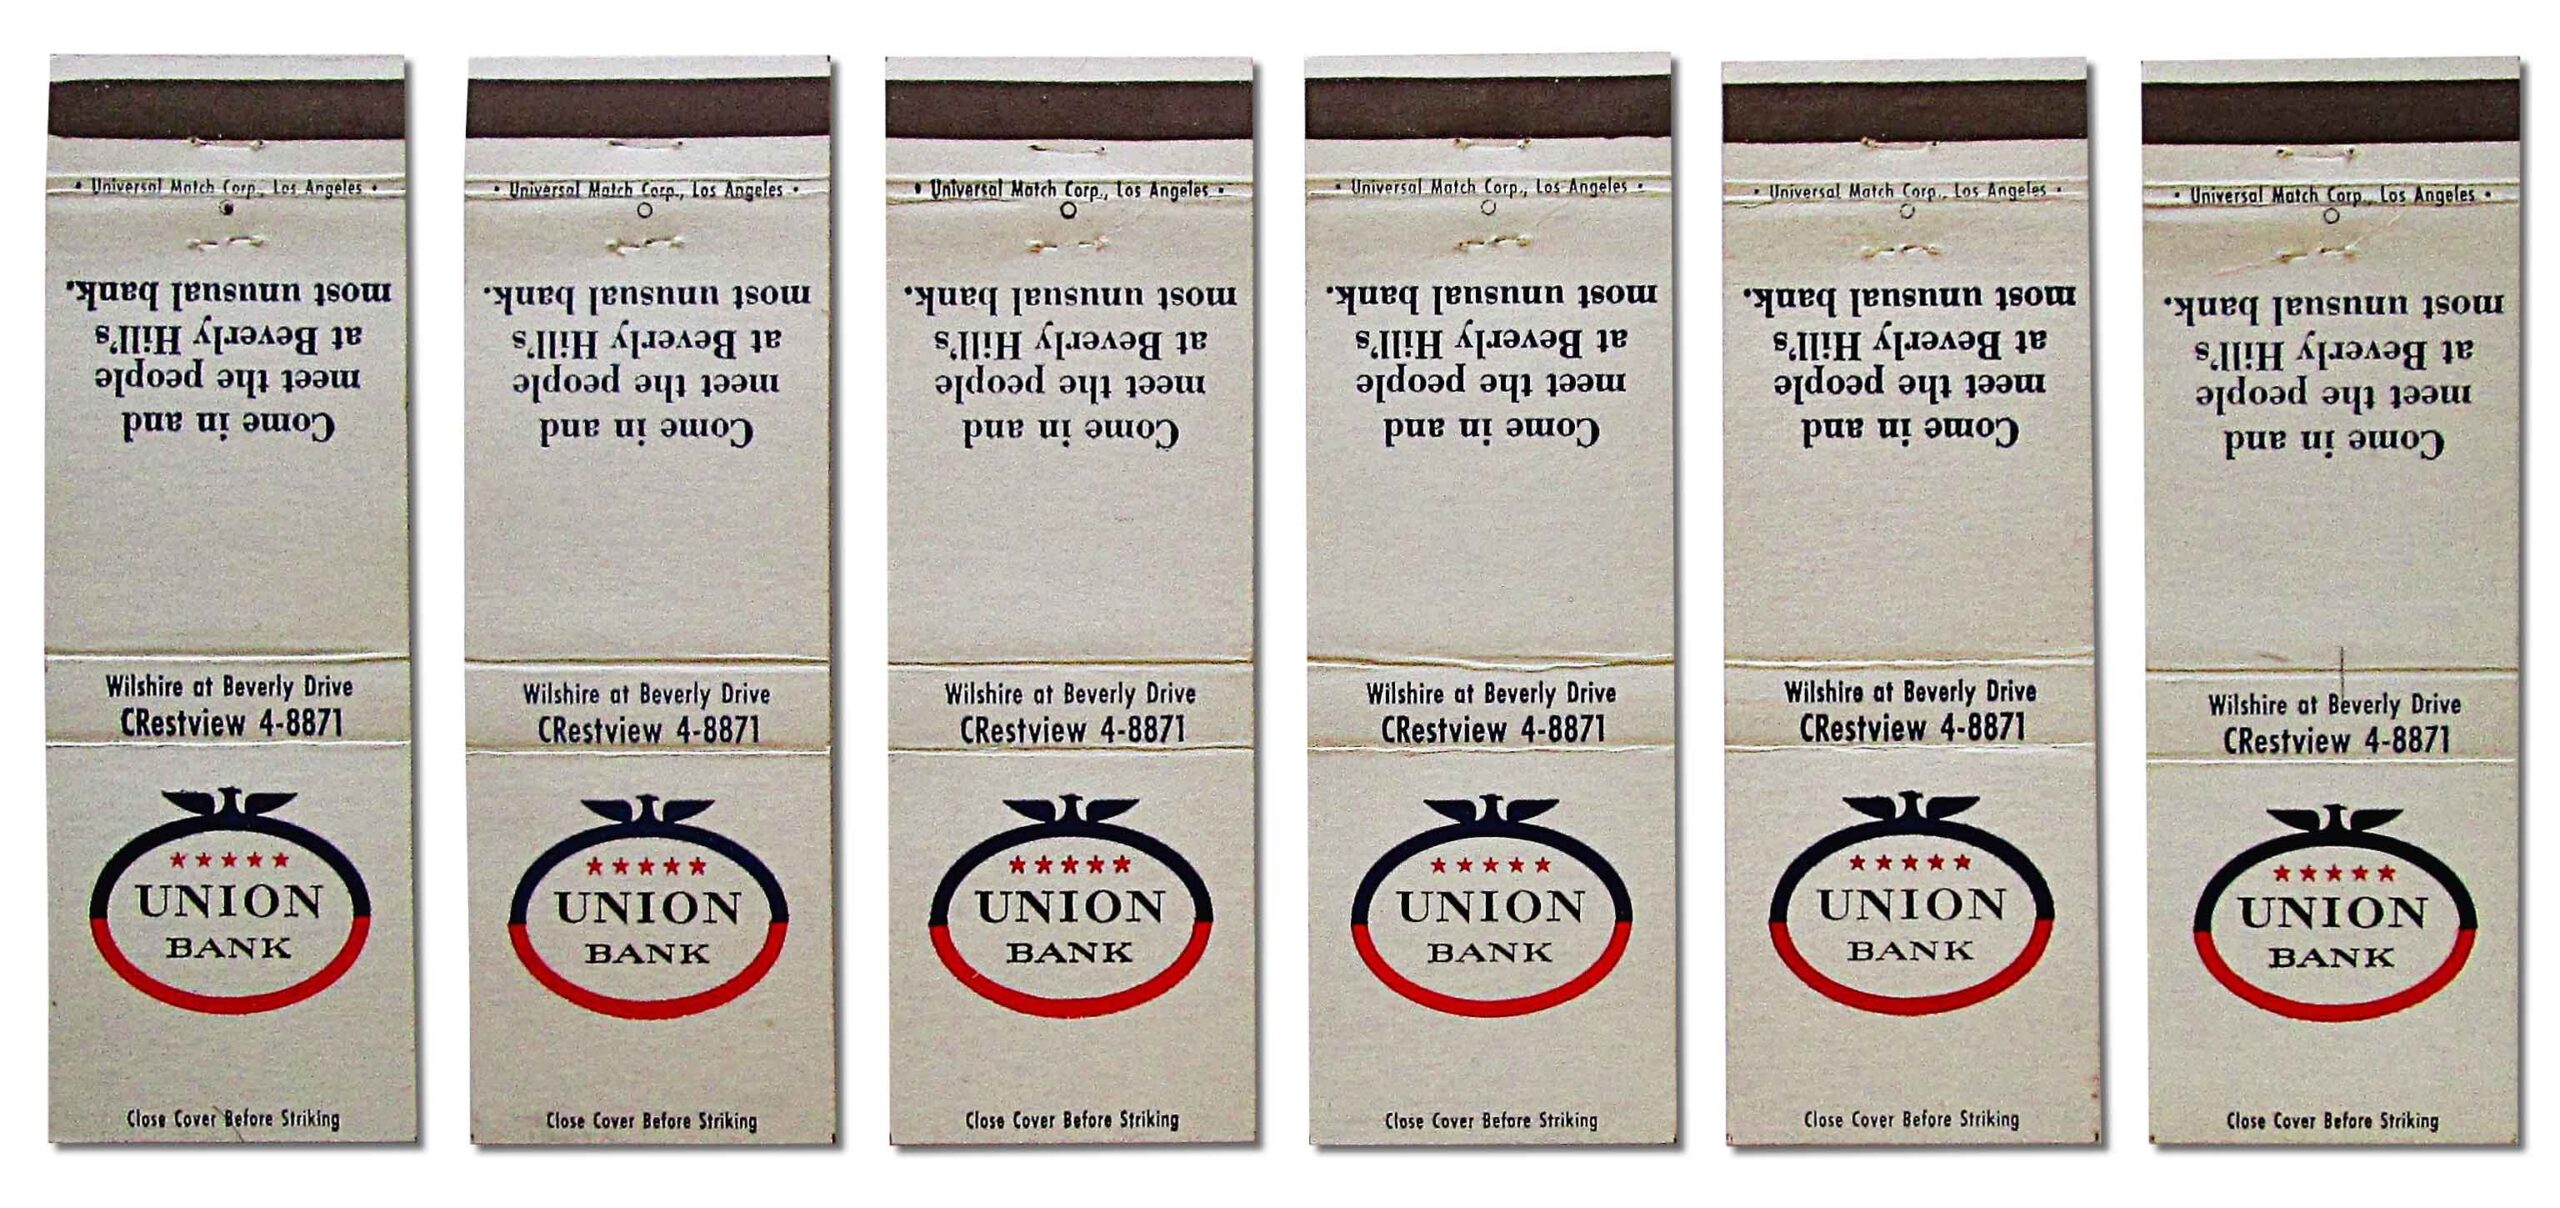 • Universal Match Corp., Los Angeles •
Come in and
meet the people
at Beverly Hill's
most unusual bank.
Wilshire at Beverly Drive
CRestview 4-8871
UNION
BANK
Close Cover Before Striking
• Universal Match Corp., Los Angeles •
Come in and
meet the people
at Beverly Hill's
most unusual bank.
Wilshire at Beverly Drive
CRestview 4-8871
UNION
BANK
Close Cover Before Striking
• Universal Match Corp., Los Angeles •
Come in and
meet the people
at Beverly Hill's
most unusual bank.
Wilshire at Beverly Drive
CRestview 4-8871
UNION
BANK
Close Cover Before Striking
• Universal Match Corp., Los Angeles •
Come in and
meet the people
at Beverly Hill's
most unusual bank.
Wilshire at Beverly Drive
CRestview 4-8871
UNION
BANK
Close Cover Before Striking
• Universal Match Corp., Los Angeles •
Come in and
meet the people
at Beverly Hill's
most unusual bank.
Wilshire at Beverly Drive
CRestview 4-8871
UNION
BANK
Close Cover Before Striking
• Universal Match Corp., Los Angeles •
Come in and
meet the people
at Beverly Hill's
most unusual bank.
Wilshire at Beverly Drive
CRestview 4-8871
UNION
BANK
Close Cover Before Striking